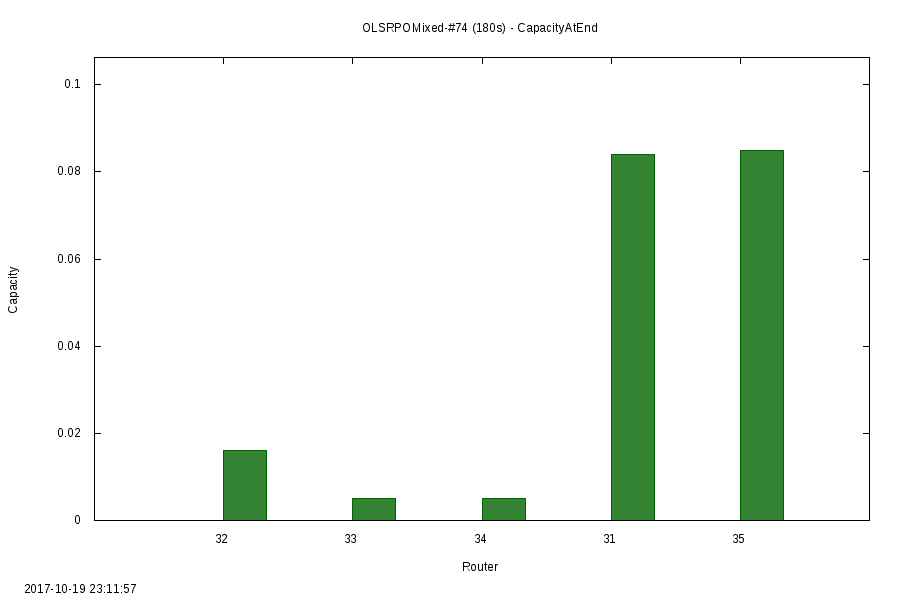 OLSRPOMixed-#74 (180s) - CapacityAtEnd
0.1
0.08
0.06
0.04
0.02
0
Capacity
32 33 34 31 35
Router
2017-10-19 23:11:57